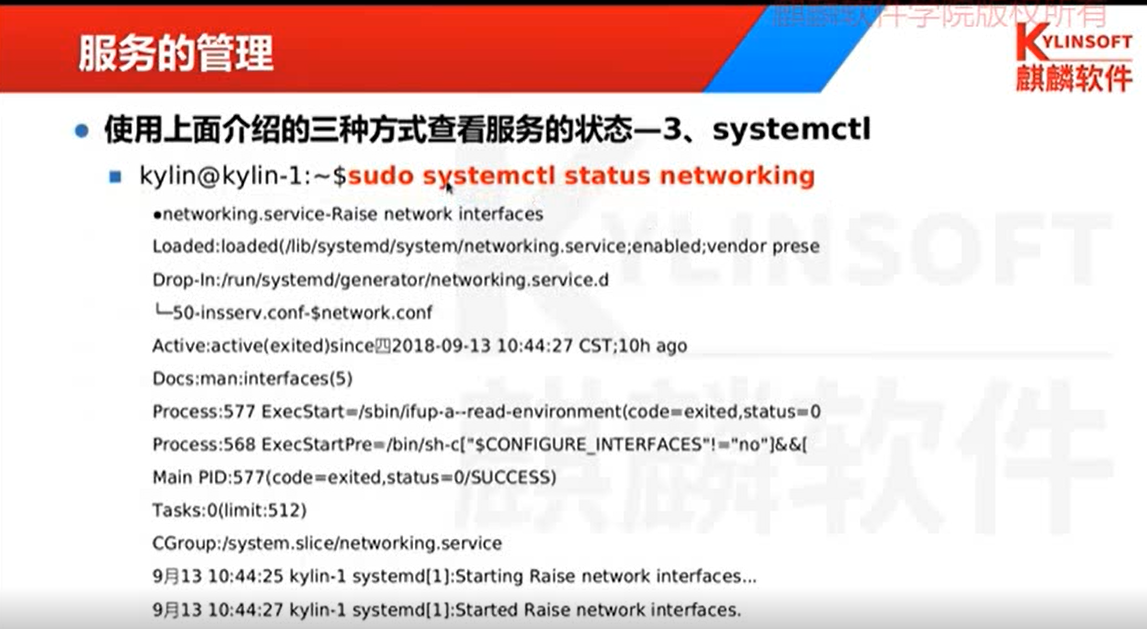 麒麟软件学院版权所有
服务的管理
KYLINSOFT
麒麟软件
使用上面介绍的三种方式查看服务的状态—3、systemctl
kylin@kylin-1:~$sudo systemctl status networking
●networking.service-Raise network interfaces
Loaded:loaded(/lib/systemd/system/networking.service;enabled;vendor prese
Drop-In:/run/systemd/generator/networking.service.d
└─50-insserv.conf-$network.conf
Active:active(exited)since四2018-09-13 10:44:27 CST;10h ago
Docs:man:interfaces(5)
Process:577 ExecStart=/sbin/ifup-a--read-environment(code=exited,status=0
Process:568 ExecStartPre=/bin/sh-c["$CONFIGURE_INTERFACES"!="no"]&&[
Main PID:577(code=exited,status=0/SUCCESS)
Tasks:0(limit:512)
CGroup:/system.slice/networking.service
9月13 10:44:25 kylin-1 systemd[1]:Starting Raise network interfaces...
9月13 10:44:27 kylin-1 systemd[1]:Started Raise network interfaces.
KYLINSOFT
麒麟软件